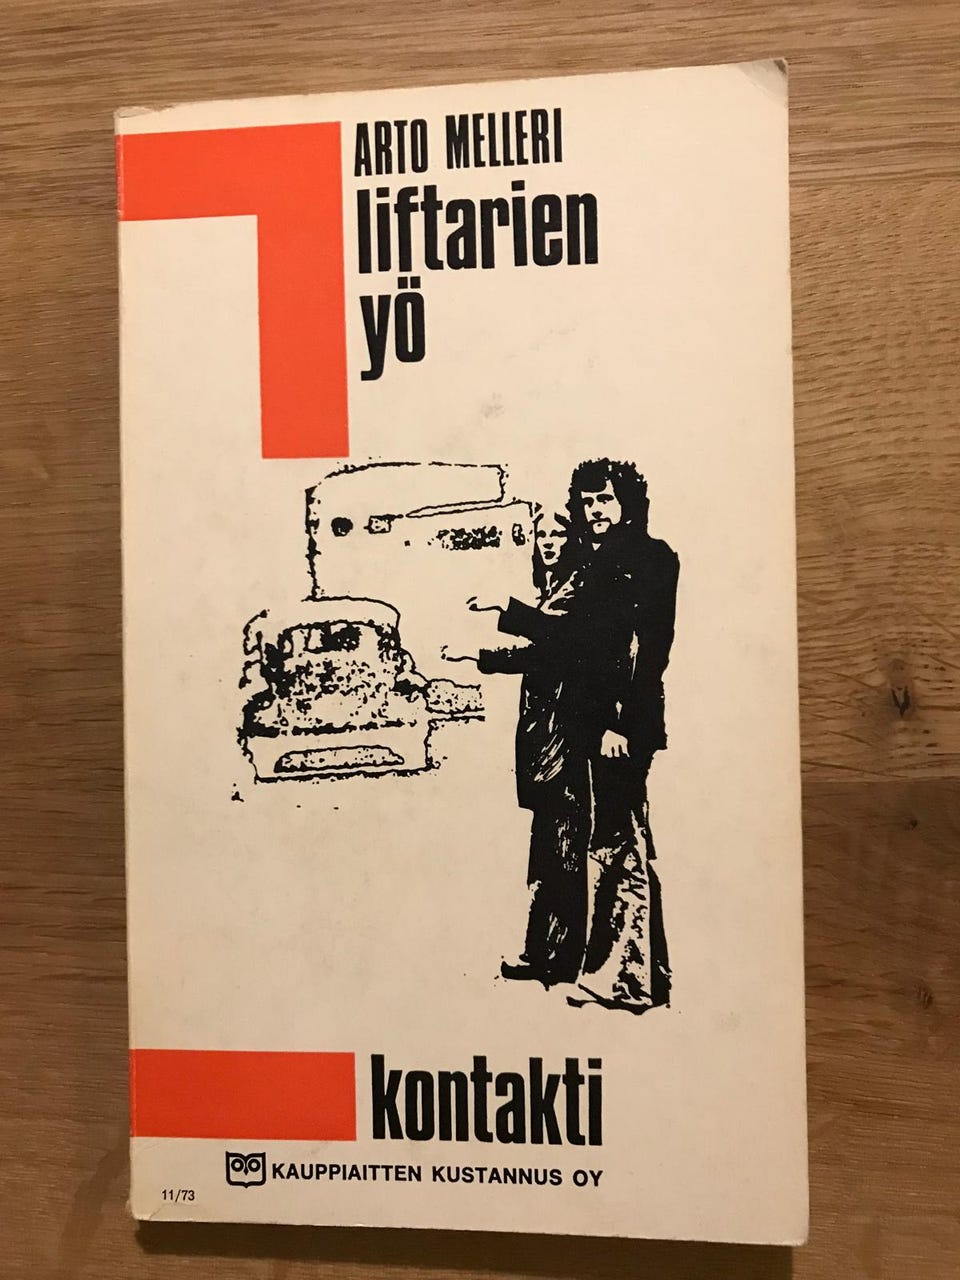 ARTO MELLERI
liftarien
yö
kontakti
KAUPPIAITTEN KUSTANNUS OY
11/73